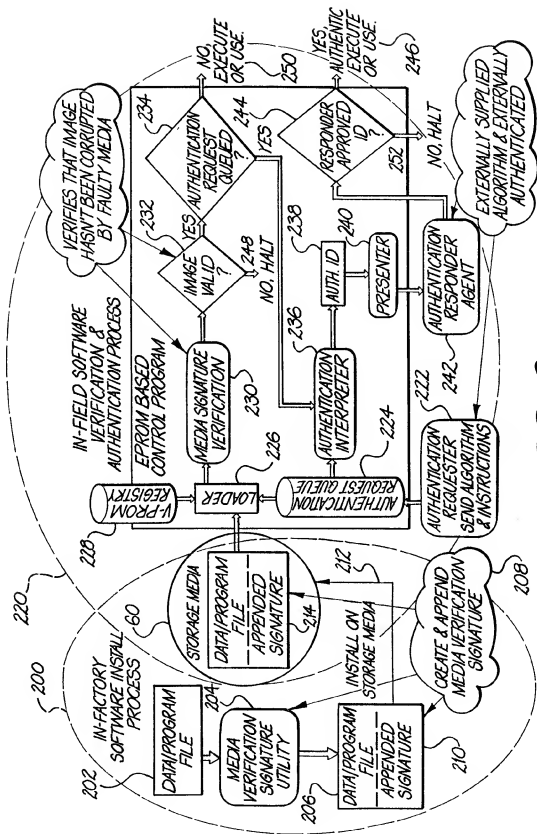 200
IN-FACTORY
SOFTWARE INSTALL
PROCESS
202
DATA/PROGRAM
FILE
204
MEDIA
VERIFICATION
SIGNATURE
UTILITY
206
DATA/PROGRAM
FILE
APPENDED
SIGNATURE
210
INSTALL ON
STORAGE MEDIA
212
CREATE & APPEND
MEDIA VERIFICATION
SIGNATURE
208
60
STORAGE MEDIA
DATA/PROGRAM
FILE
APPENDED
SIGNATURE
214
220
IN-FIELD SOFTWARE
VERIFICATION &
AUTHENTICATION PROCESS
EPROM BASED
CONTROL PROGRAM
228
V-PROM
REGISTRY
LOADER
226
AUTHENTICATION
REQUEST QUEUE
224
AUTHENTICATION
REQUESTER
SEND ALGORITHM
& INSTRUCTIONS
222
MEDIA SIGNATURE
VERIFICATION
230
IMAGE
VALID
?
232
YES
248
NO. HALT
VERIFIES THAT IMAGE
HASN'T BEEN CORRUPTED
BY FAULTY MEDIA
AUTHENTICATION
REQUEST
QUEUED
?
234
NO,
EXECUTE
OR USE.
250
YES
AUTHENTICATION
INTERPRETER
236
AUTH. ID
238
PRESENTER
240
AUTHENTICATION
RESPONDER
AGENT
242
RESPONDER
APPROVED
ID
?
244
YES,
AUTHENTIC
EXECUTE
OR USE.
246
252
NO. HALT
EXTERNALLY SUPPLIED
ALGORITHM & EXTERNALLY
AUTHENTICATED